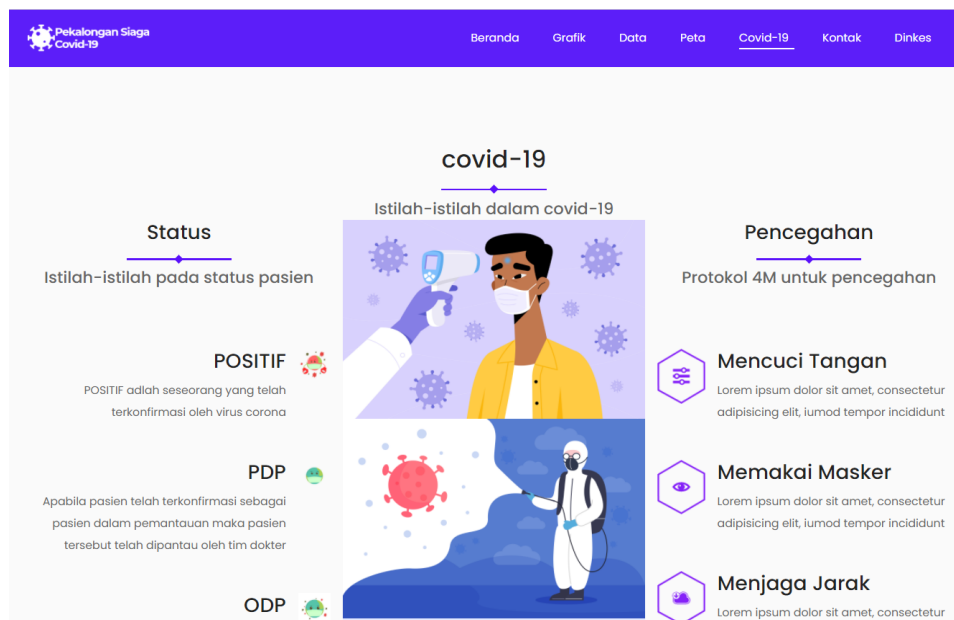 Pekalongan Siaga
Covid-19
Beranda
Grafik
Data
Peta
Covid-19
Kontak
Dinkes
covid-19
Istilah-istilah dalam covid-19
Status
Istilah-istilah pada status pasien
POSITIF
POSITIF adlah seseorang yang telah
terkonfirmasi oleh virus corona
PDP
Apabila pasien telah terkonfirmasi sebagai
pasien dalam pemantauan maka pasien
tersebut telah dipantau oleh tim dokter
ODP
Pencegahan
Protokol 4M untuk pencegahan
Mencuci Tangan
Lorem ipsum dolor sit amet, consectetur
adipisicing elit, iumod tempor incididunt
Memakai Masker
Lorem ipsum dolor sit amet, consectetur
adipisicing elit, iumod tempor incididunt
Menjaga Jarak
Lorem ipsum dolor sit amet, consectetur